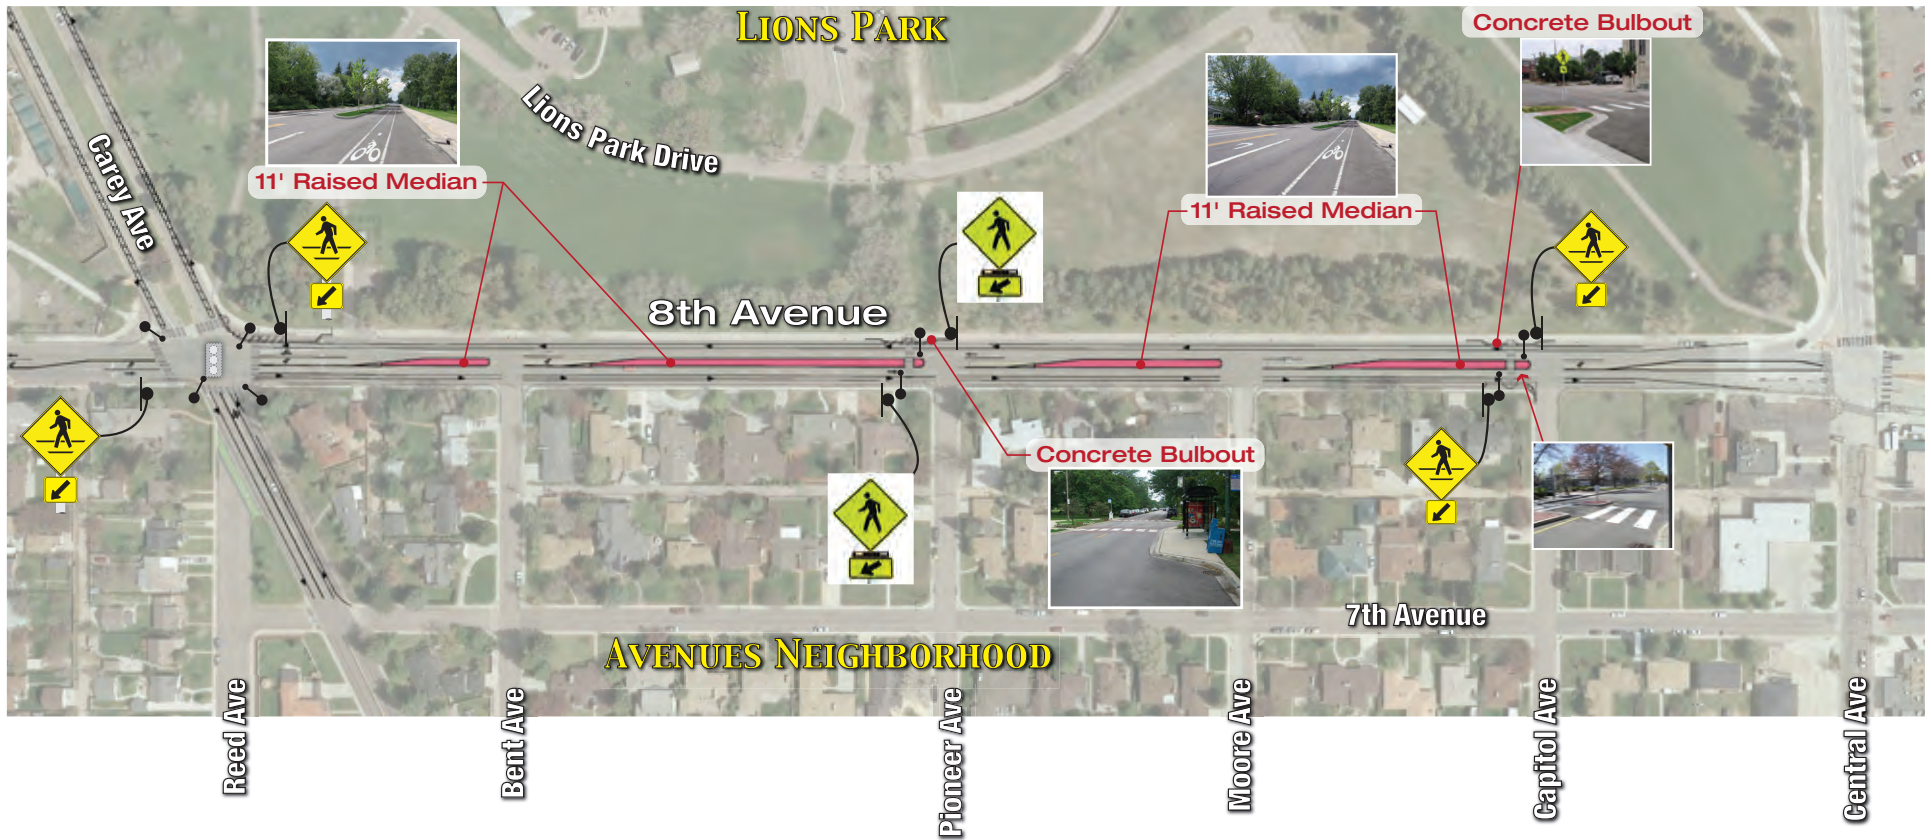 LIONS PARK
Concrete Bulbout
Lions Park Drive
Carey Ave
11' Raised Median
11' Raised Median
8th Avenue
Concrete Bulbout
7th Avenue
AVENUES NEIGHBORHOOD
Reed Ave
Bent Ave
Pioneer Ave
Moore Ave
Capitol Ave
Central Ave